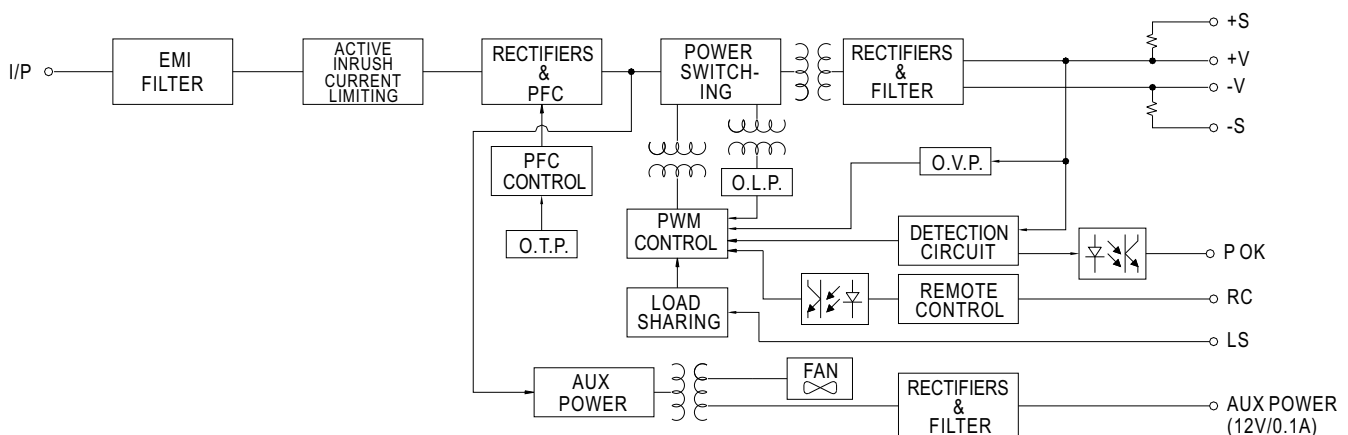 I/P
EMI
FILTER
ACTIVE
INRUSH
CURRENT
LIMITING
RECTIFIERS
&
PFC
POWER
SWITCH-
ING
RECTIFIERS
&
FILTER
+S
+V
-V
-S
PFC
CONTROL
O.L.P.
O.V.P.
O.T.P.
PWM
CONTROL
DETECTION
CIRCUIT
P OK
LOAD
SHARING
REMOTE
CONTROL
RC
LS
AUX
POWER
FAN
RECTIFIERS
&
FILTER
AUX POWER
(12V/0.1A)